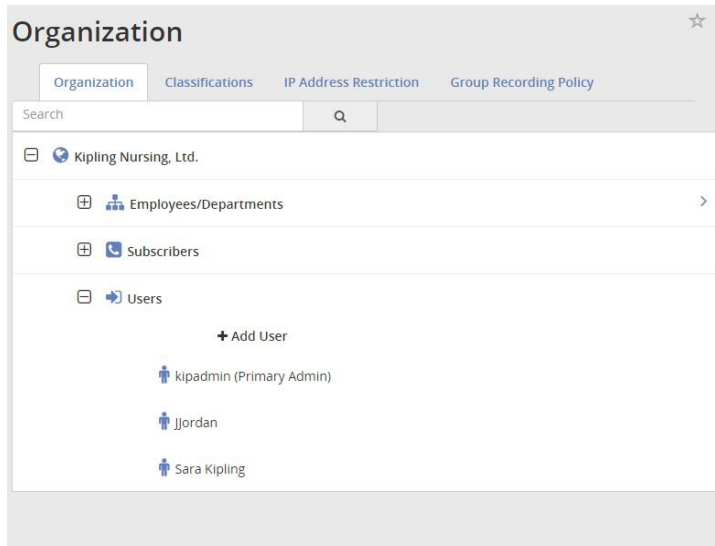 Organization
Organization Classifications IP Address Restriction Group Recording Policy
Search
Kipling Nursing, Ltd.
Employees/Departments
Subscribers
Users
+ Add User
kipadmin (Primary Admin)
JJordan
Sara Kipling